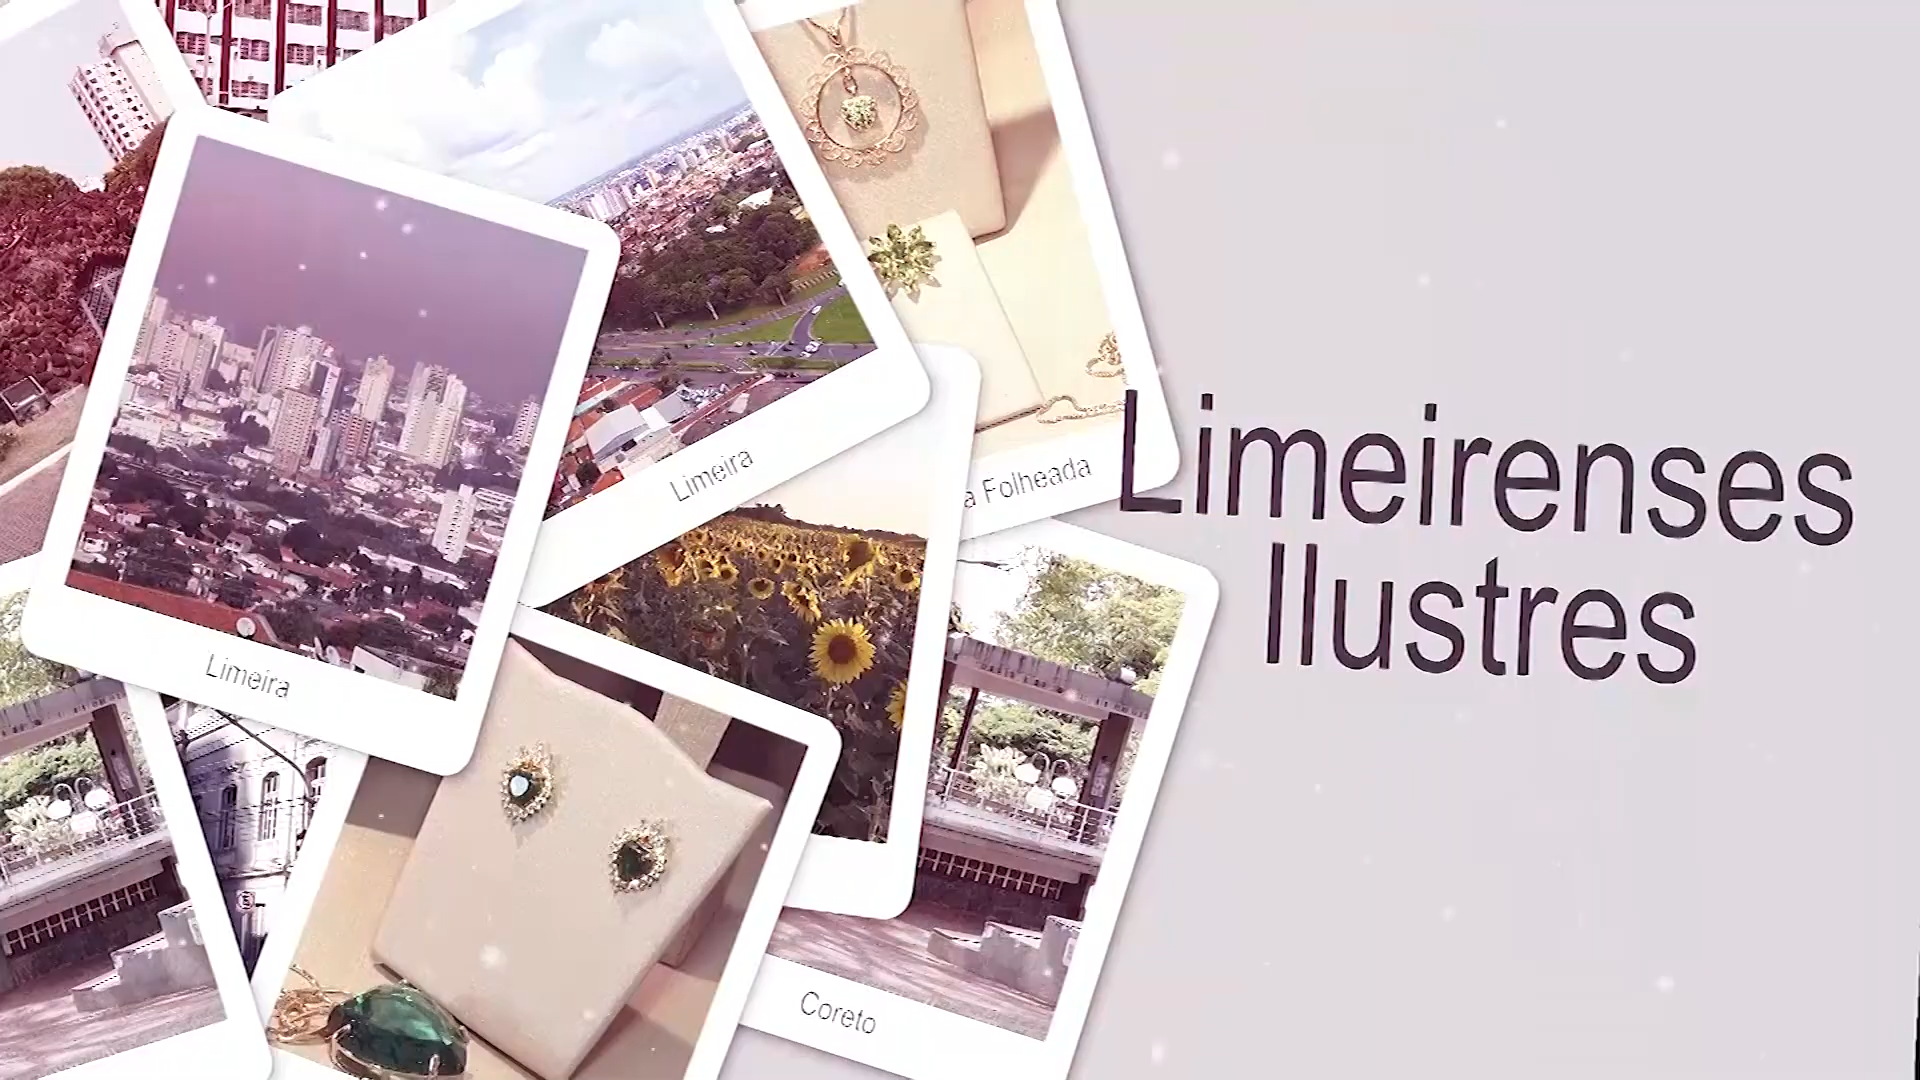 Limeira
a Folheada
Limeirenses
Ilustres
Limeira
Coreto